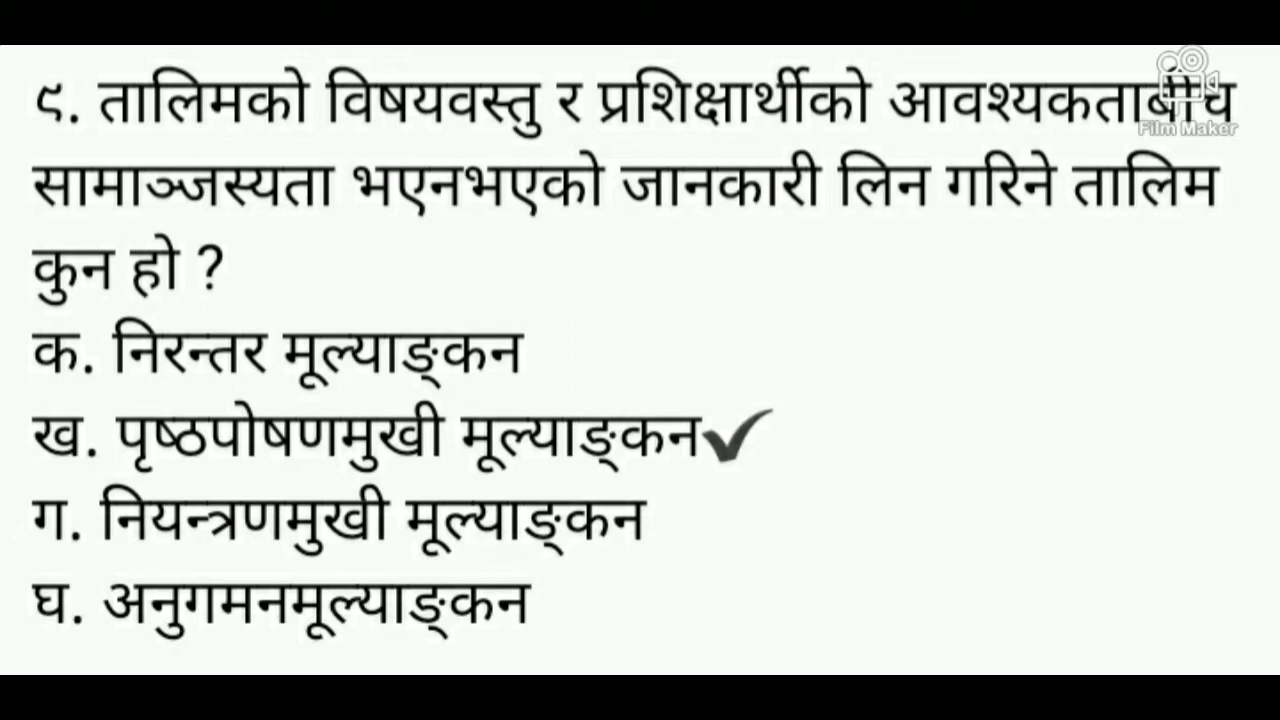 ९. तालिमको विषयवस्तु र प्रशिक्षार्थीको आवश्यकताबीच
Film Maker
सामाञ्जस्यता भएनभएको जानकारी लिन गरिने तालिम
कुन हो ?
क. निरन्तर मूल्याङ्कन
ख. पृष्ठपोषणमुखी मूल्याङ्कन✔
ग. नियन्त्रणमुखी मूल्याङ्कन
घ. अनुगमनमूल्याङ्कन